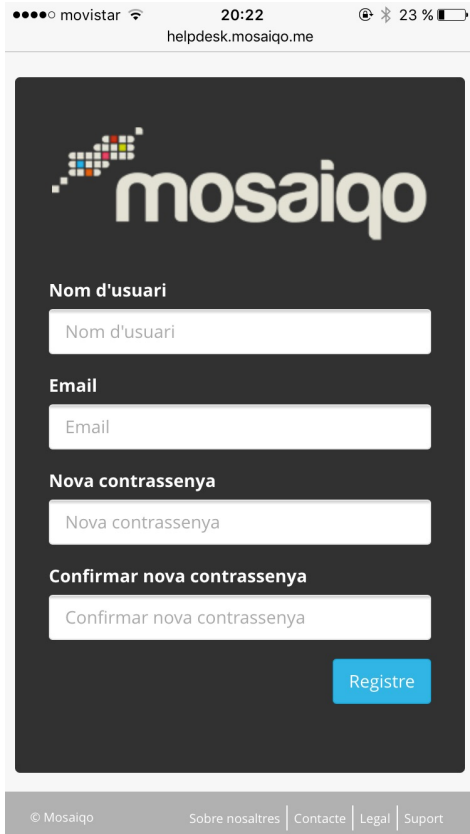 movistar 20:22 23 %
helpdesk.mosaiqo.me
mosaiqo
Nom d'usuari
Nom d'usuari
Email
Email
Nova contrassenya
Nova contrassenya
Confirmar nova contrassenya
Confirmar nova contrassenya
Registre
© Mosaiqo Sobre nosaltres Contacte Legal Suport